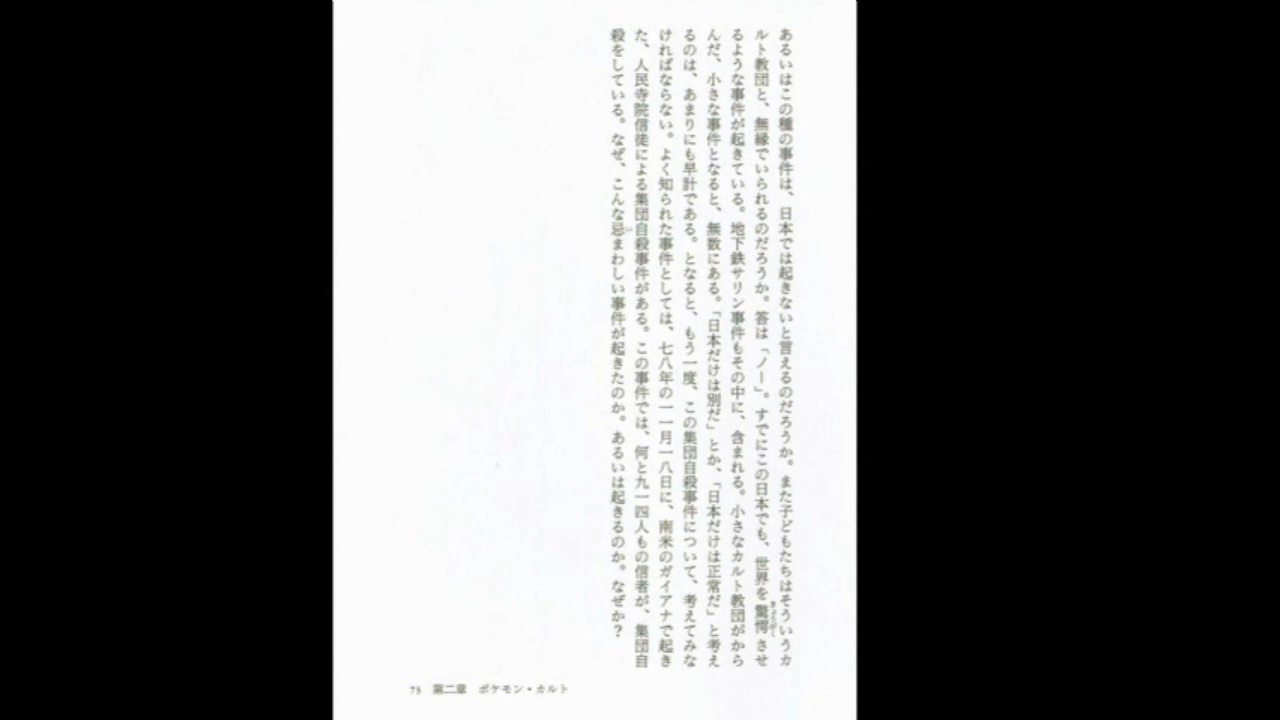 あるいはこの種の事件は、日本では起きないと言えるのだろうか。また子どもたちはそういうカ
ルト教団と、無縁でいられるのだろうか。答は「ノー」。すでにこの日本でも、世界を驚愕させ
るような事件が起きている。地下鉄サリン事件もその中に、含まれる。小さなカルト教団がから
んだ、小さな事件となると、無数にある。「日本だけは別だ」とか、「日本だけは正常だ」と考え
るのは、あまりにも早計である。となると、もう一度、この集団自殺事件について、考えてみな
ければならない。よく知られた事件としては、七八年の一一月一八日に、南米のガイアナで起き
た、人民寺院信徒による集団自殺事件がある。この事件では、何と九一四人もの信者が、集団自
殺をしている。なぜ、こんな忌まわしい事件が起きたのか。あるいは起きるのか。なぜか？
73 第二章 ポケモン・カルト